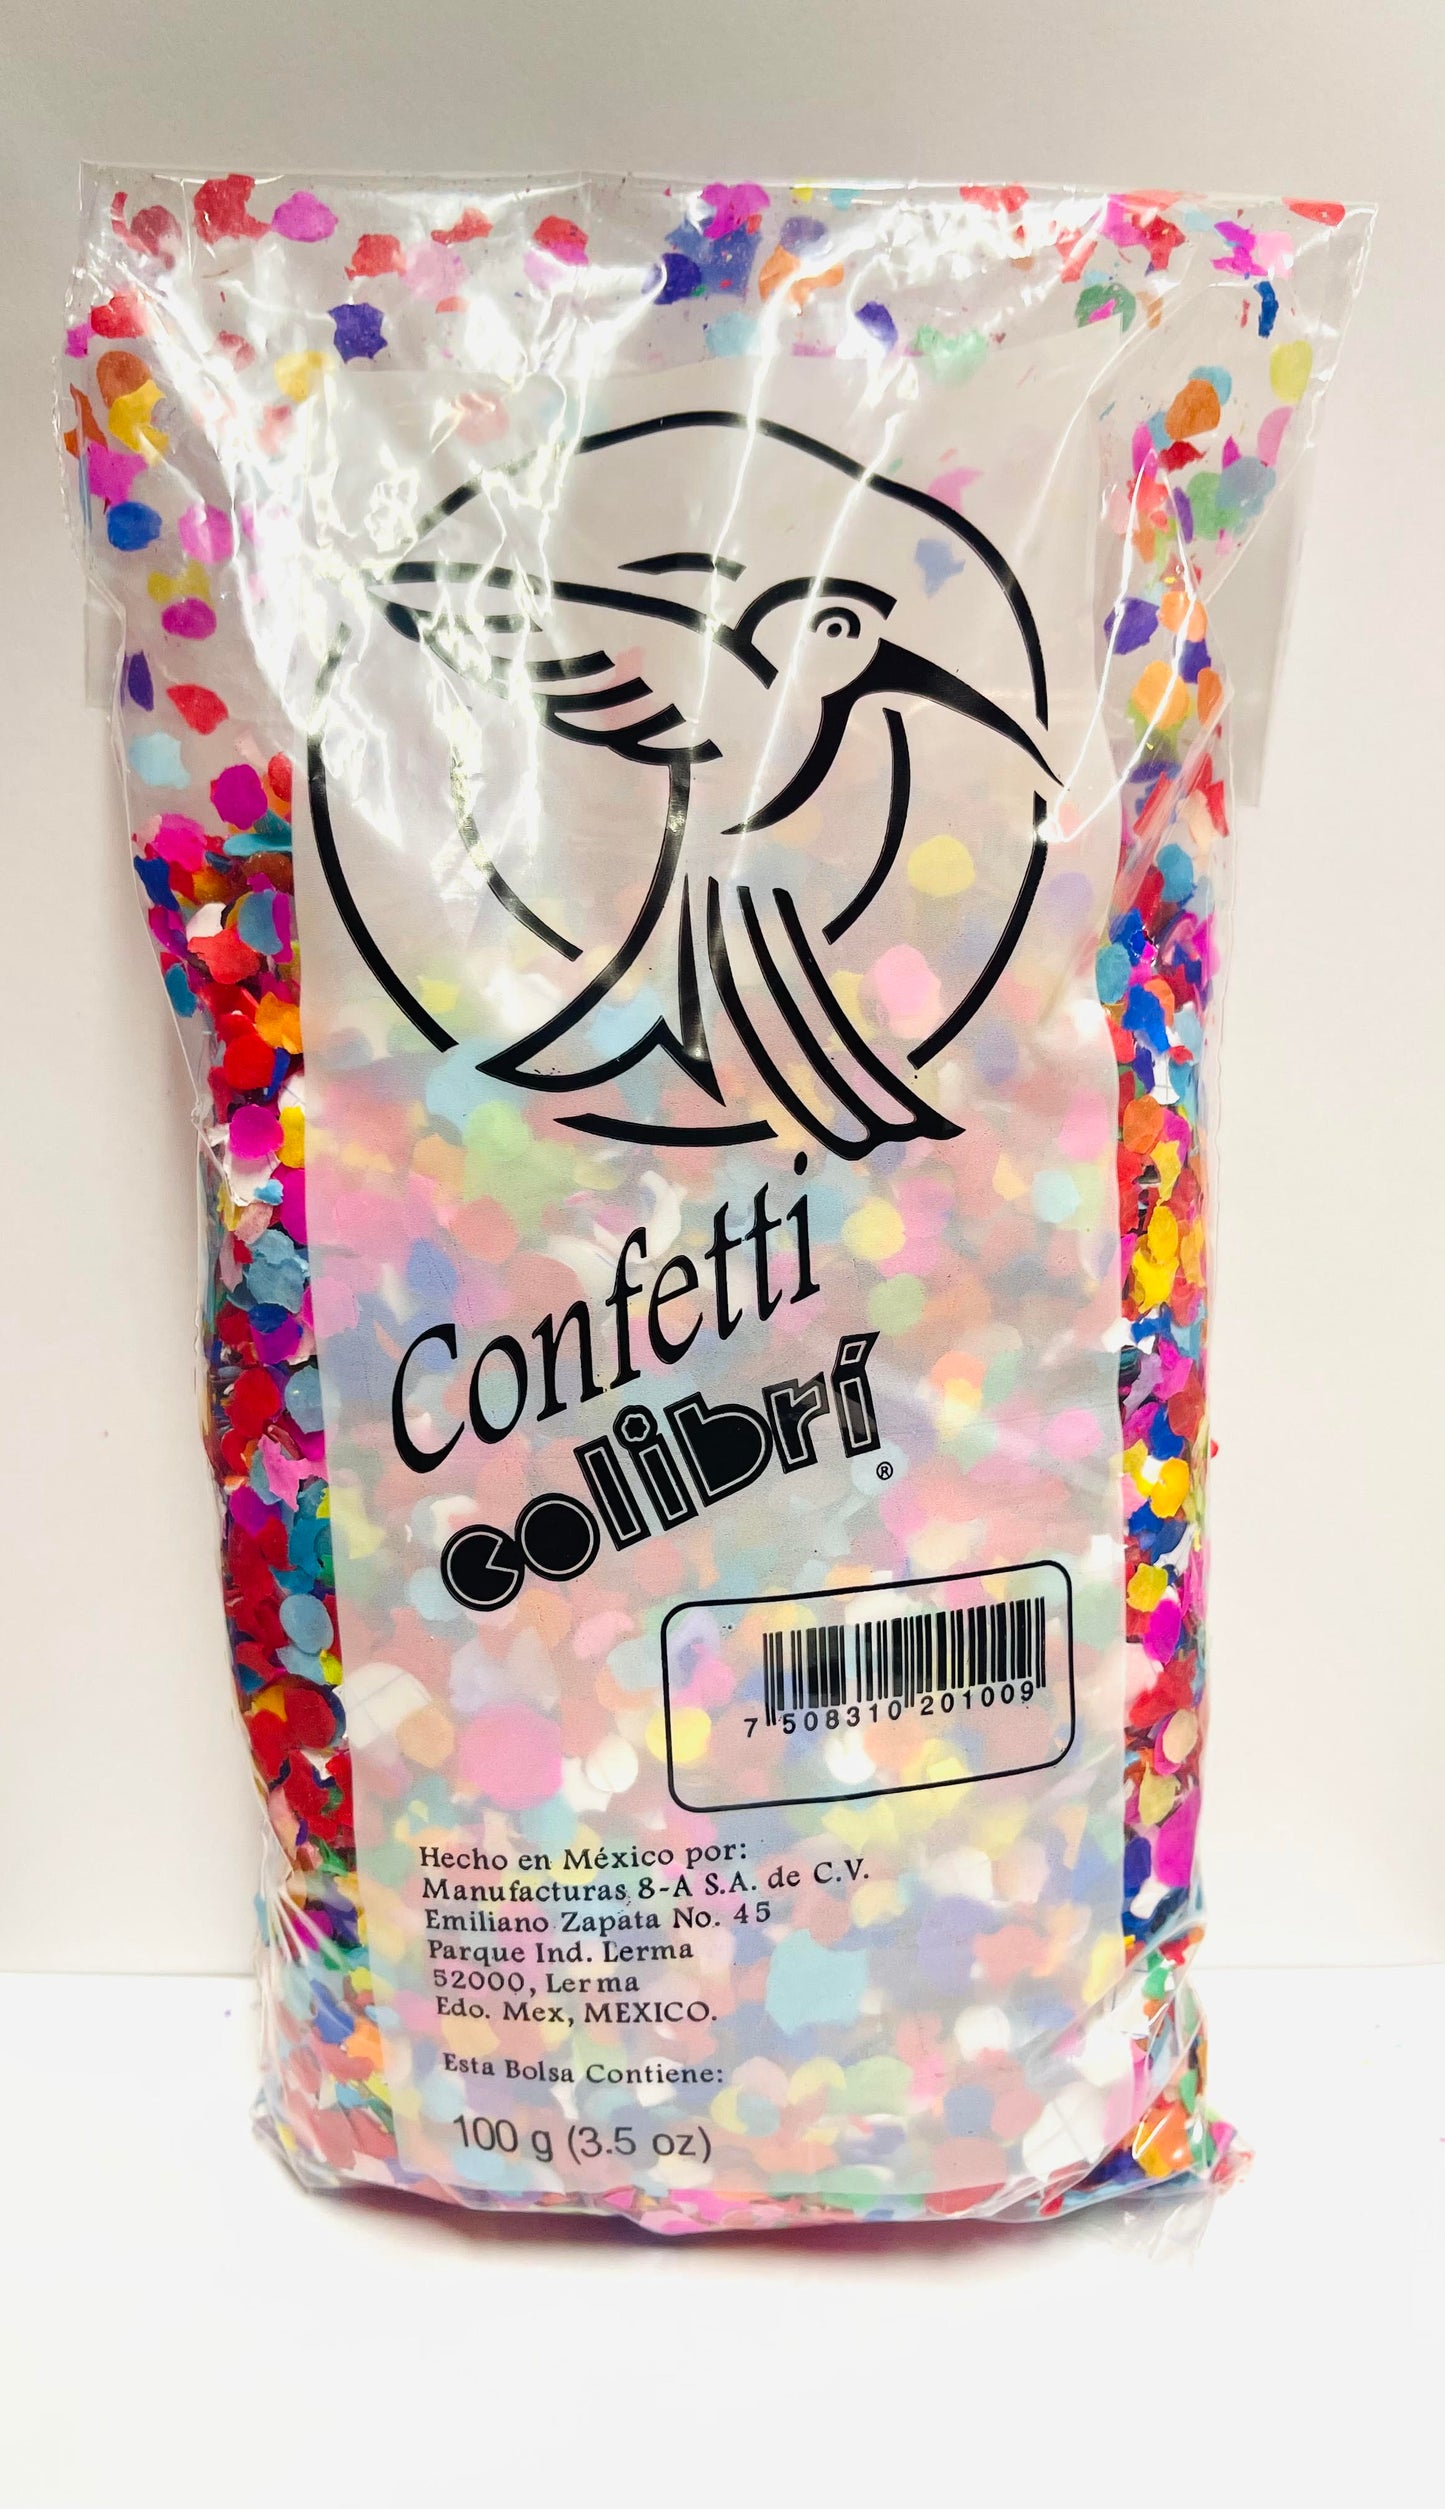 Confetti
colibrí
®
7 508310 201009
Hecho en México por:
Manufacturas 8-A S.A. de C.V.
Emiliano Zapata No. 45
Parque Ind. Lerma
52000, Lerma
Edo. Mex, MEXICO.
Esta Bolsa Contiene:
100 g (3.5 oz)